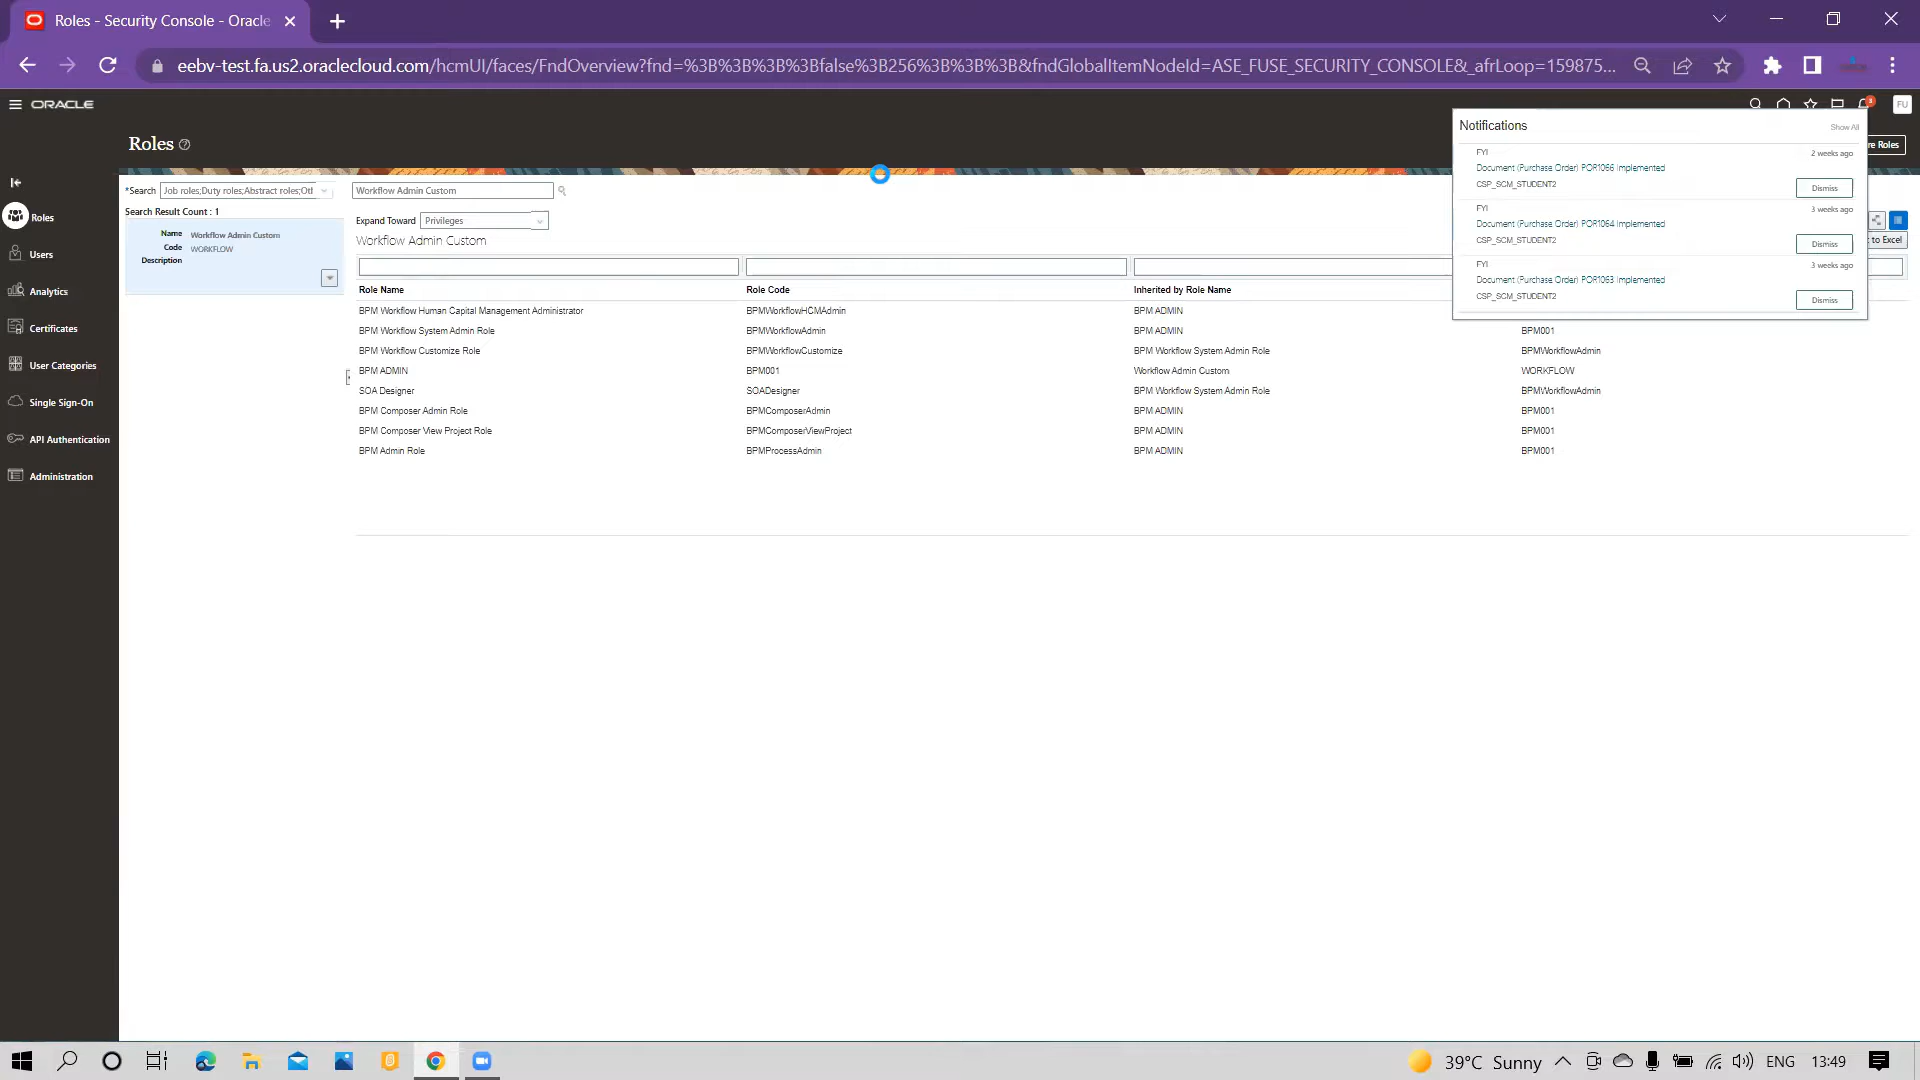 Roles - Security Console - Oracle
eebv-test.fa.us2.oraclecloud.com/hcmUI/faces/FndOverview?fnd=%3B%3B%3B%3Bfalse%3B256%3B%3B%3B&fndGlobalItemNodeId=ASE_FUSE_SECURITY_CONSOLE&_afrLoop=159875...
ORACLE
3
FU
Roles
re Roles
*Search Job roles;Duty roles;Abstract roles;Otl
Workflow Admin Custom
Search Result Count : 1
Name Workflow Admin Custom
Code WORKFLOW
Description
Roles
Users
Analytics
Certificates
User Categories
Single Sign-On
API Authentication
Administration
Expand Toward Privileges
Workflow Admin Custom
t to Excel
Role Name Role Code Inherited by Role Name
BPM Workflow Human Capital Management Administrator BPMWorkflowHCMAdmin BPM ADMIN
BPM Workflow System Admin Role BPMWorkflowAdmin BPM ADMIN BPM001
BPM Workflow Customize Role BPMWorkflowCustomize BPM Workflow System Admin Role BPMWorkflowAdmin
BPM ADMIN BPM001 Workflow Admin Custom WORKFLOW
SOA Designer SOADesigner BPM Workflow System Admin Role BPMWorkflowAdmin
BPM Composer Admin Role BPMComposerAdmin BPM ADMIN BPM001
BPM Composer View Project Role BPMComposerViewProject BPM ADMIN BPM001
BPM Admin Role BPMProcessAdmin BPM ADMIN BPM001
Notifications Show All
FYI 2 weeks ago
Document (Purchase Order) POR1066 Implemented
CSP_SCM_STUDENT2 Dismiss
FYI 3 weeks ago
Document (Purchase Order) POR1064 Implemented
CSP_SCM_STUDENT2 Dismiss
FYI 3 weeks ago
Document (Purchase Order) POR1063 Implemented
CSP_SCM_STUDENT2 Dismiss
39°C Sunny ENG 13:49